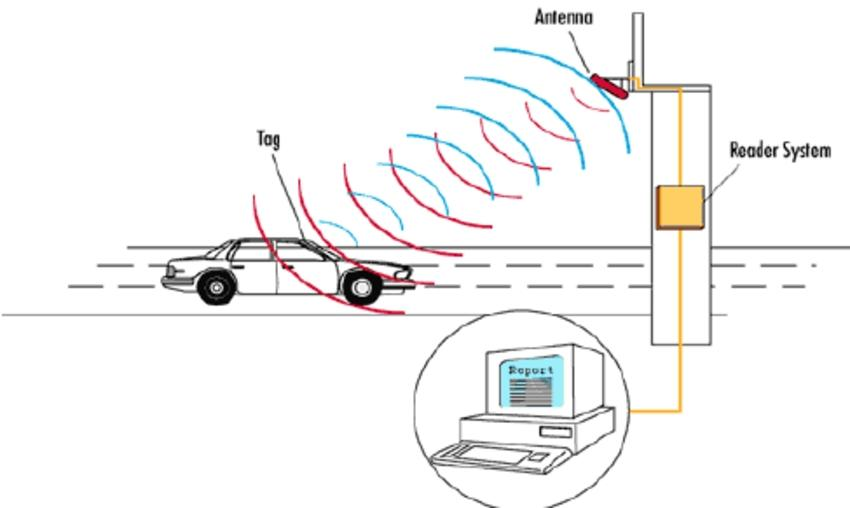 Antenna
Tag
Reader System
Report